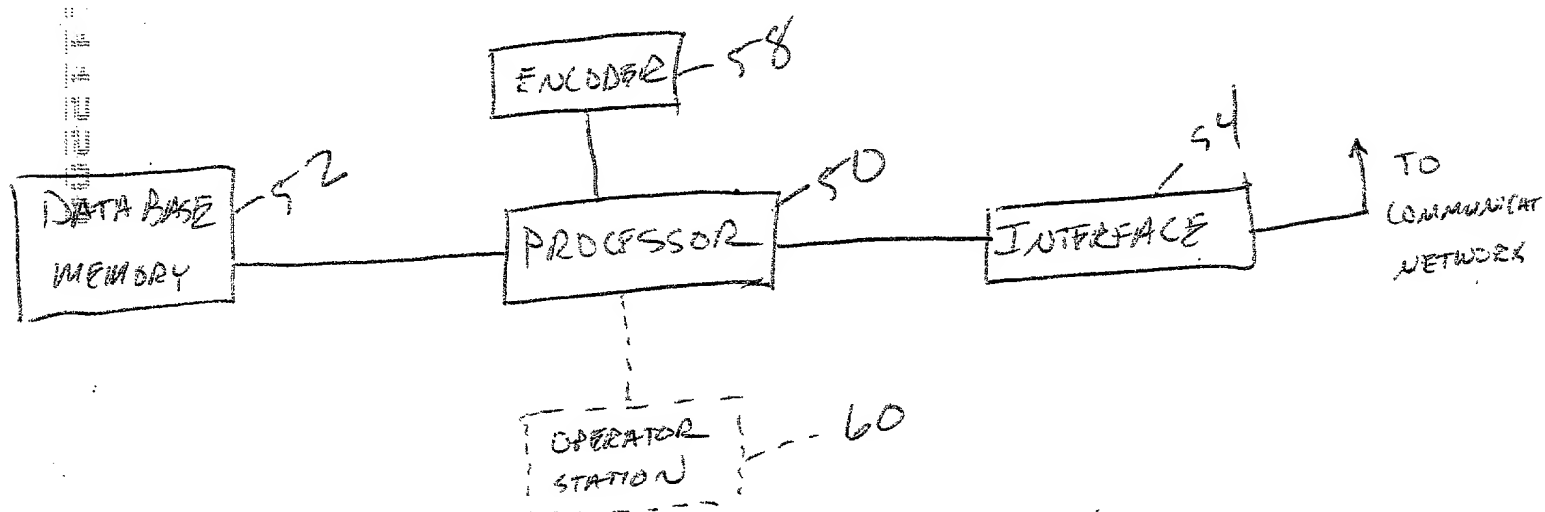 ENCODER
58
DATA BASE
MEMORY
52
PROCESSOR
50
INTERFACE
54
TO
COMMUNICAT
NETWORK
OPERATOR
STATION
60